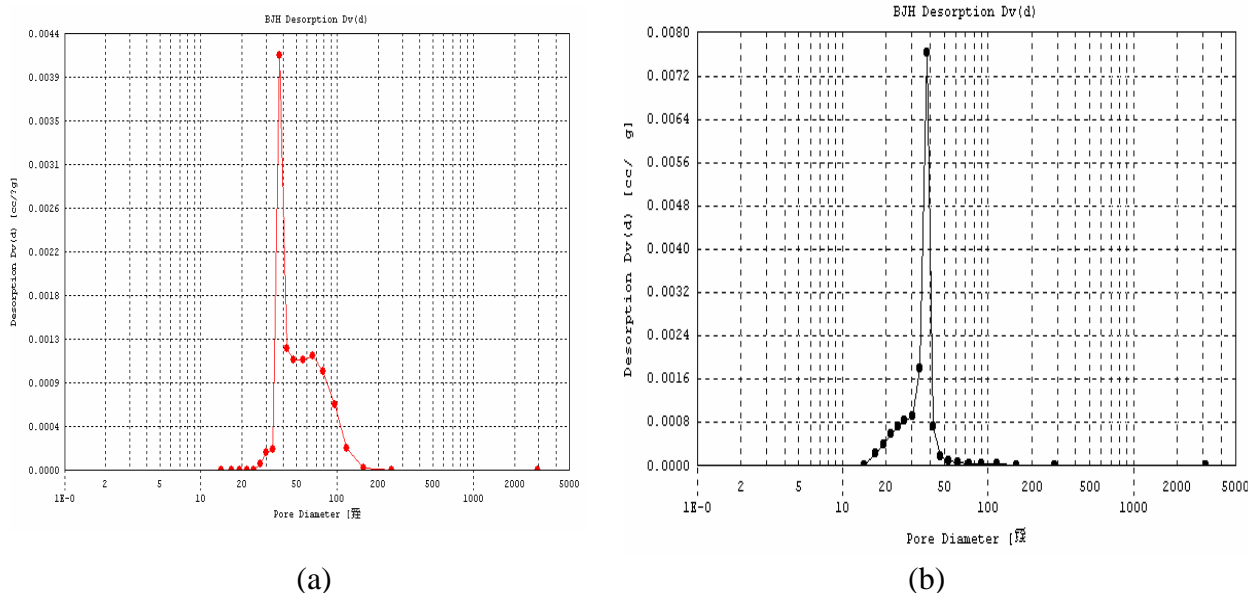 BJH Desorption Dv(d)
0.0044
0.0039
0.0035
0.0031
0.0026
0.0022
0.0018
0.0013
0.0009
0.0004
0.0000
Desorption Dv(d) [cc/?g]
2 5 20 50 200 500 2000 5000
1E-0 10 100 1000
Pore Diameter [
(a)
BJH Desorption Dv(d)
0.0080
0.0072
0.0064
0.0056
0.0048
0.0040
0.0032
0.0024
0.0016
0.0008
0.0000
Desorption Dv(d) [cc/ g]
2 5 20 50 200 500 2000 5000
1E-0 10 100 1000
Pore Diameter [
(b)